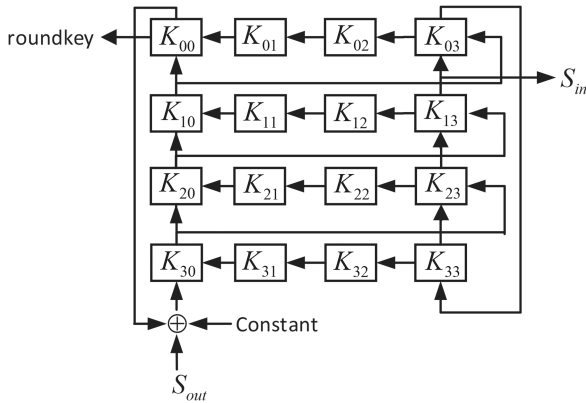 roundkey K₀₀ K₀₁ K₀₂ K₀₃
S_in
K₁₀ K₁₁ K₁₂ K₁₃
K₂₀ K₂₁ K₂₂ K₂₃
K₃₀ K₃₁ K₃₂ K₃₃
⊕ Constant
S_out